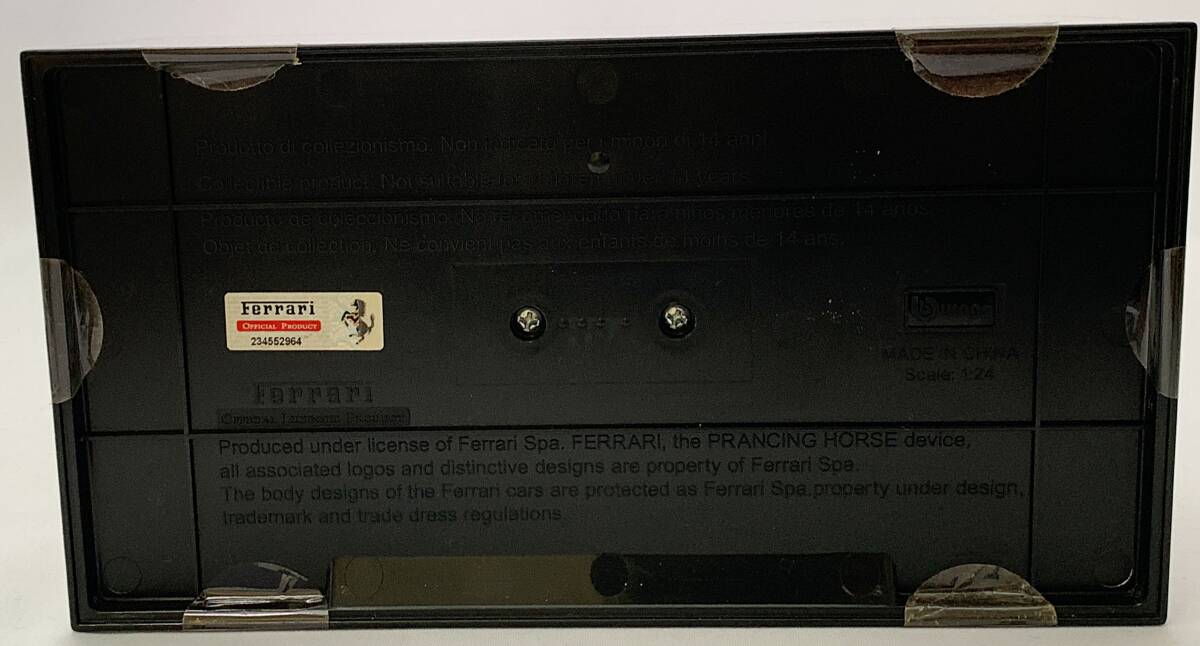 Prodotto di collezionismo. Non indicato per i minori di 14 anni.
Collectible product. Not suitable for children under 14 years.
Producto de coleccionismo. No recomendado para niños menores de 14 años.
Objet de collection. Ne convient pas aux enfants de moins de 14 ans.
Ferrari
OFFICIAL PRODUCT
234552964
Ferrari
OFFICIAL LICENSED PRODUCT
MADE IN CHINA
Scale: 1:24
Produced under license of Ferrari Spa. FERRARI, the PRANCING HORSE device,
all associated logos and distinctive designs are property of Ferrari Spa.
The body designs of the Ferrari cars are protected as Ferrari Spa.property under design,
trademark and trade dress regulations.